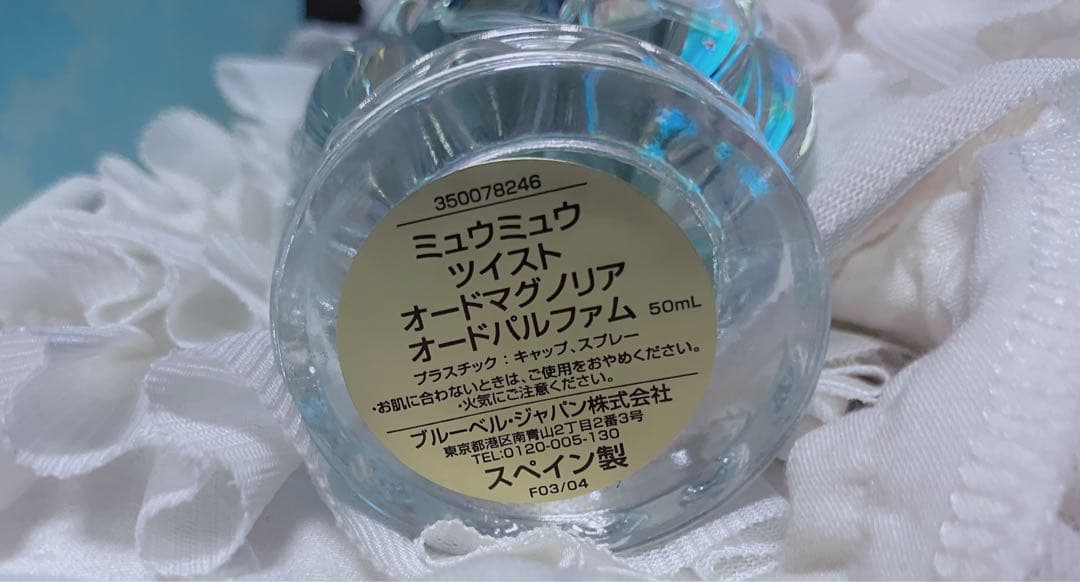 350078246
ミュウミュウ
ツイスト
オードマグノリア
オードパルファム 50mL
プラスチック：キャップ、スプレー
・お肌に合わないときは、ご使用をおやめください。
・火気にご注意ください。
ブルーベル・ジャパン株式会社
東京都港区南青山2丁目2番3号
TEL:0120-005-130
スペイン製
F03/04